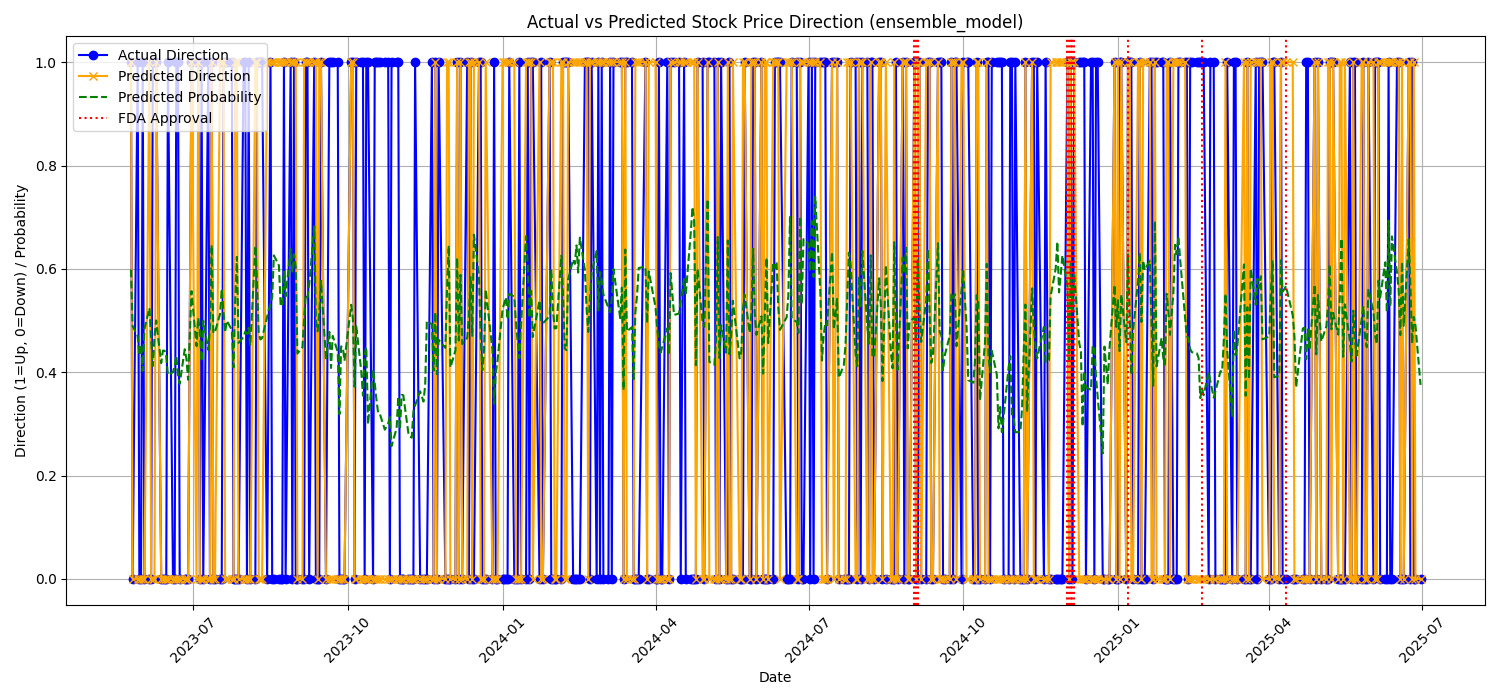 Actual vs Predicted Stock Price Direction (ensemble_model)
Actual Direction
Predicted Direction
Predicted Probability
FDA Approval
Direction (1=Up, 0=Down) / Probability
1.0
0.8
0.6
0.4
0.2
0.0
2023-07
2023-10
2024-01
2024-04
2024-07
2024-10
2025-01
2025-04
2025-07
Date